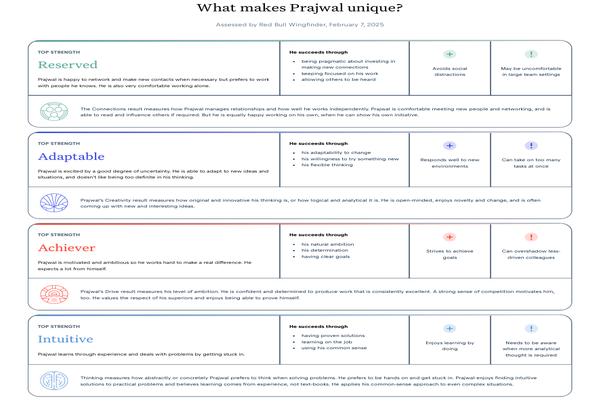 What makes Prajwal unique?
Assessed by Red Bull Wingfinder, February 7, 2025
TOP STRENGTH
Reserved
Prajwal is happy to network and make new contacts when necessary but prefers to work
with people he knows. He is also very comfortable working alone.
He succeeds through
being pragmatic about investing in
making new connections
keeping focused on his work
allowing others to be heard
Avoids social
distractions
May be uncomfortable
in large team settings
The Connections result measures how Prajwal manages relationships and how well he works independently. Prajwal is comfortable meeting new people and networking, and is
able to read and influence others if required. But he is equally happy working on his own, when he can show his own initiative.
TOP STRENGTH
Adaptable
Prajwal is excited by a good degree of uncertainty. He is able to adapt to new ideas and
situations, and doesn't like being too definite in his thinking.
He succeeds through
his adaptability to change
his willingness to try something new
his flexible thinking
Responds well to new
environments
Can take on too many
tasks at once
Prajwal's Creativity result measures how original and innovative his thinking is, or how logical and analytical it is. He is open-minded, enjoys novelty and change, and is often
coming up with new and interesting ideas.
TOP STRENGTH
Achiever
Prajwal is motivated and ambitious so he works hard to make a real difference. He
expects a lot from himself.
He succeeds through
his natural ambition
his determination
having clear goals
Strives to achieve
goals
Can overshadow less-
driven colleagues
Prajwal's Drive result measures his level of ambition. He is confident and determined to produce work that is consistently excellent. A strong sense of competition motivates him,
too. He values the respect of his superiors and enjoys being able to prove himself.
TOP STRENGTH
Intuitive
Prajwal learns through experience and deals with problems by getting stuck in.
He succeeds through
having proven solutions
learning on the job
using his common sense
Enjoys learning by
doing
Needs to be aware
when more analytical
thought is required
Thinking measures how abstractly or concretely Prajwal prefers to think when solving problems. Prajwal enjoys finding intuitive
solutions to practical problems and believes learning comes from experience, not text-books. He applies his common-sense approach to even complex situations.